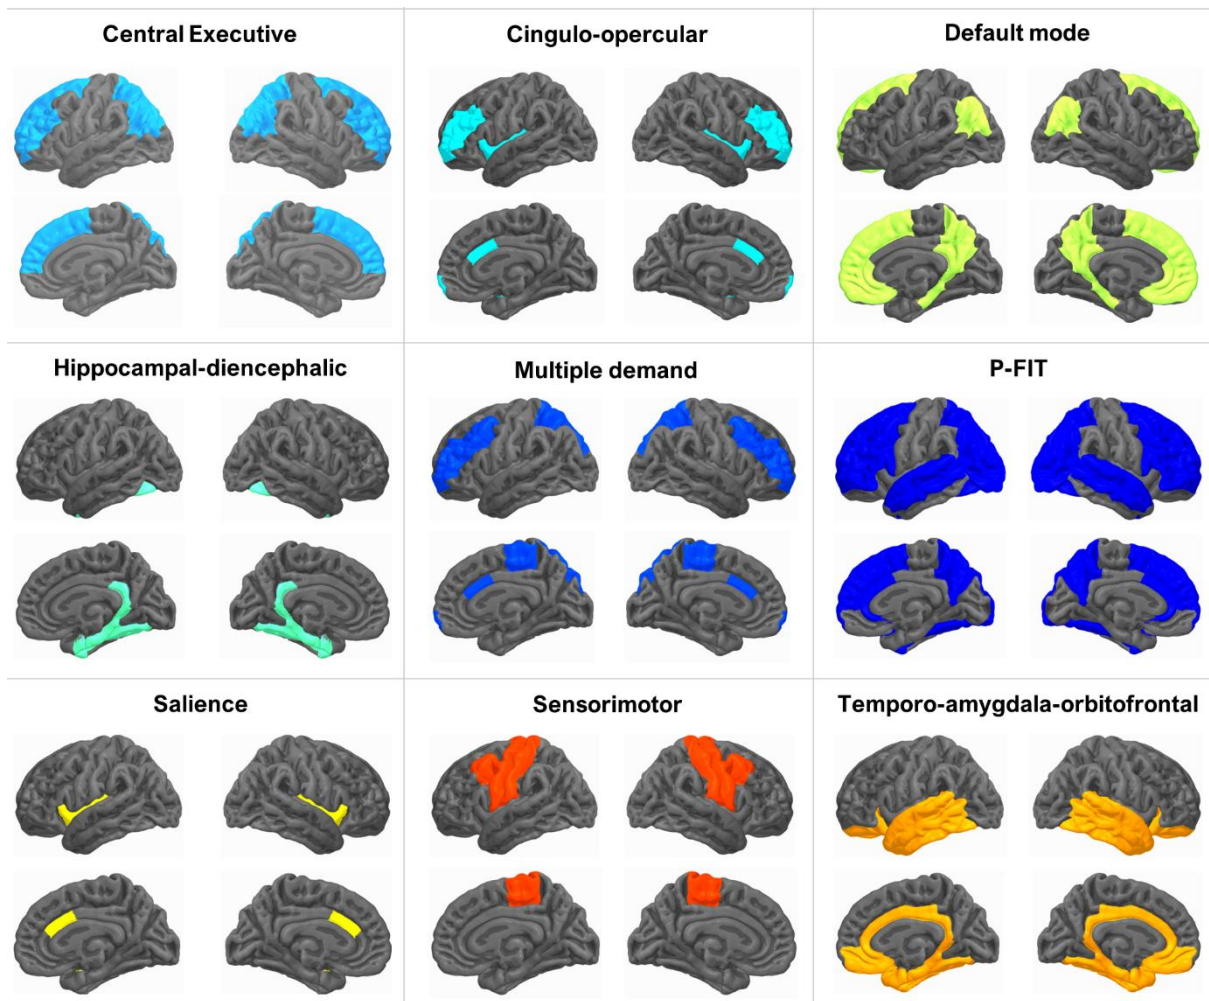 Central Executive
Cingulo-opercular
Default mode
Hippocampal-diencephalic
Multiple demand
P-FIT
Salience
Sensorimotor
Temporo-amygdala-orbitofrontal